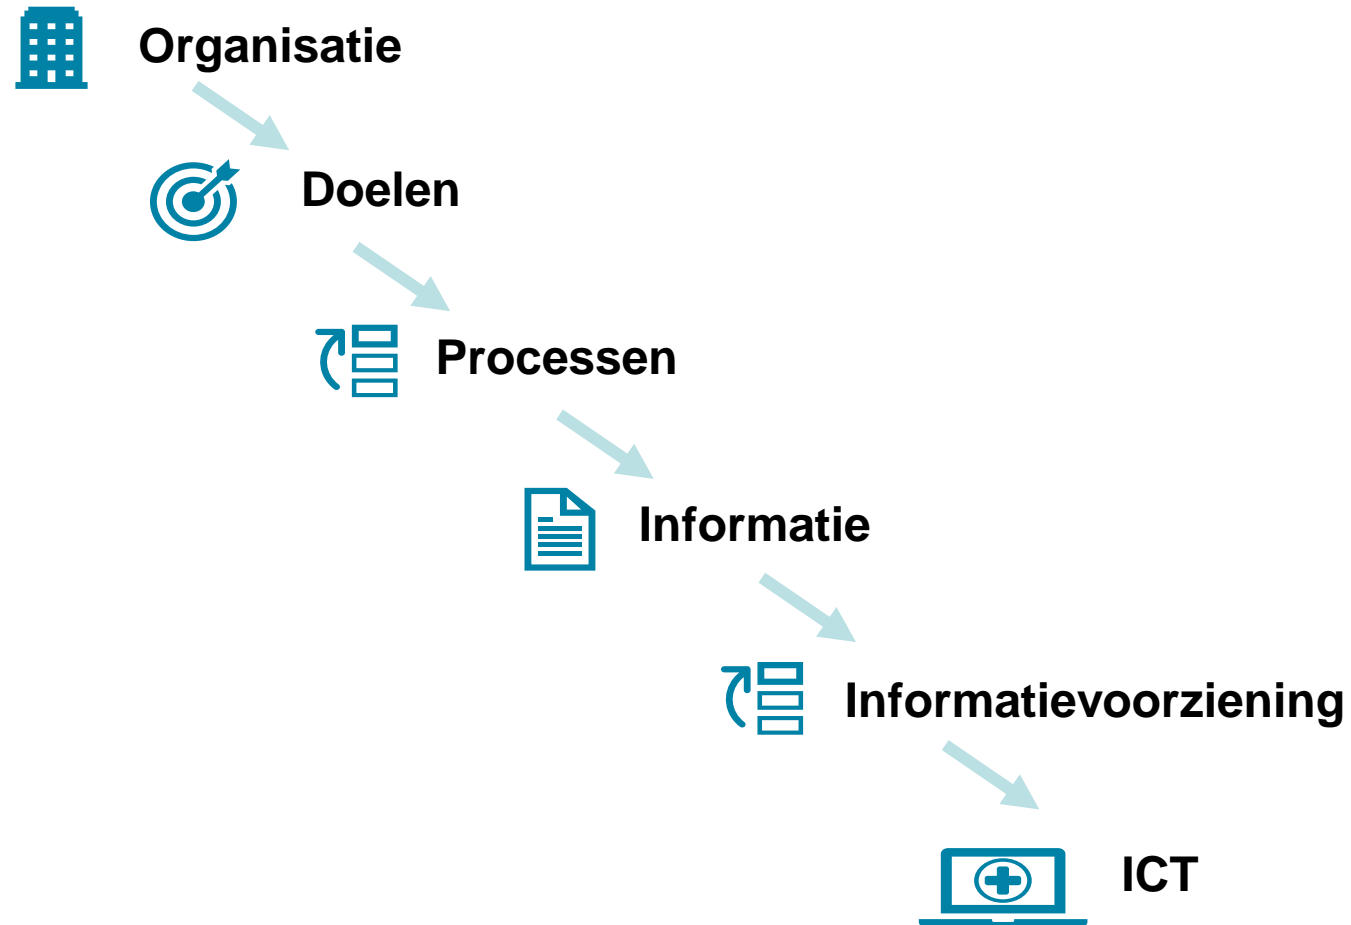 Organisatie
Doelen
Processen
Informatie
Informatievoorziening
ICT